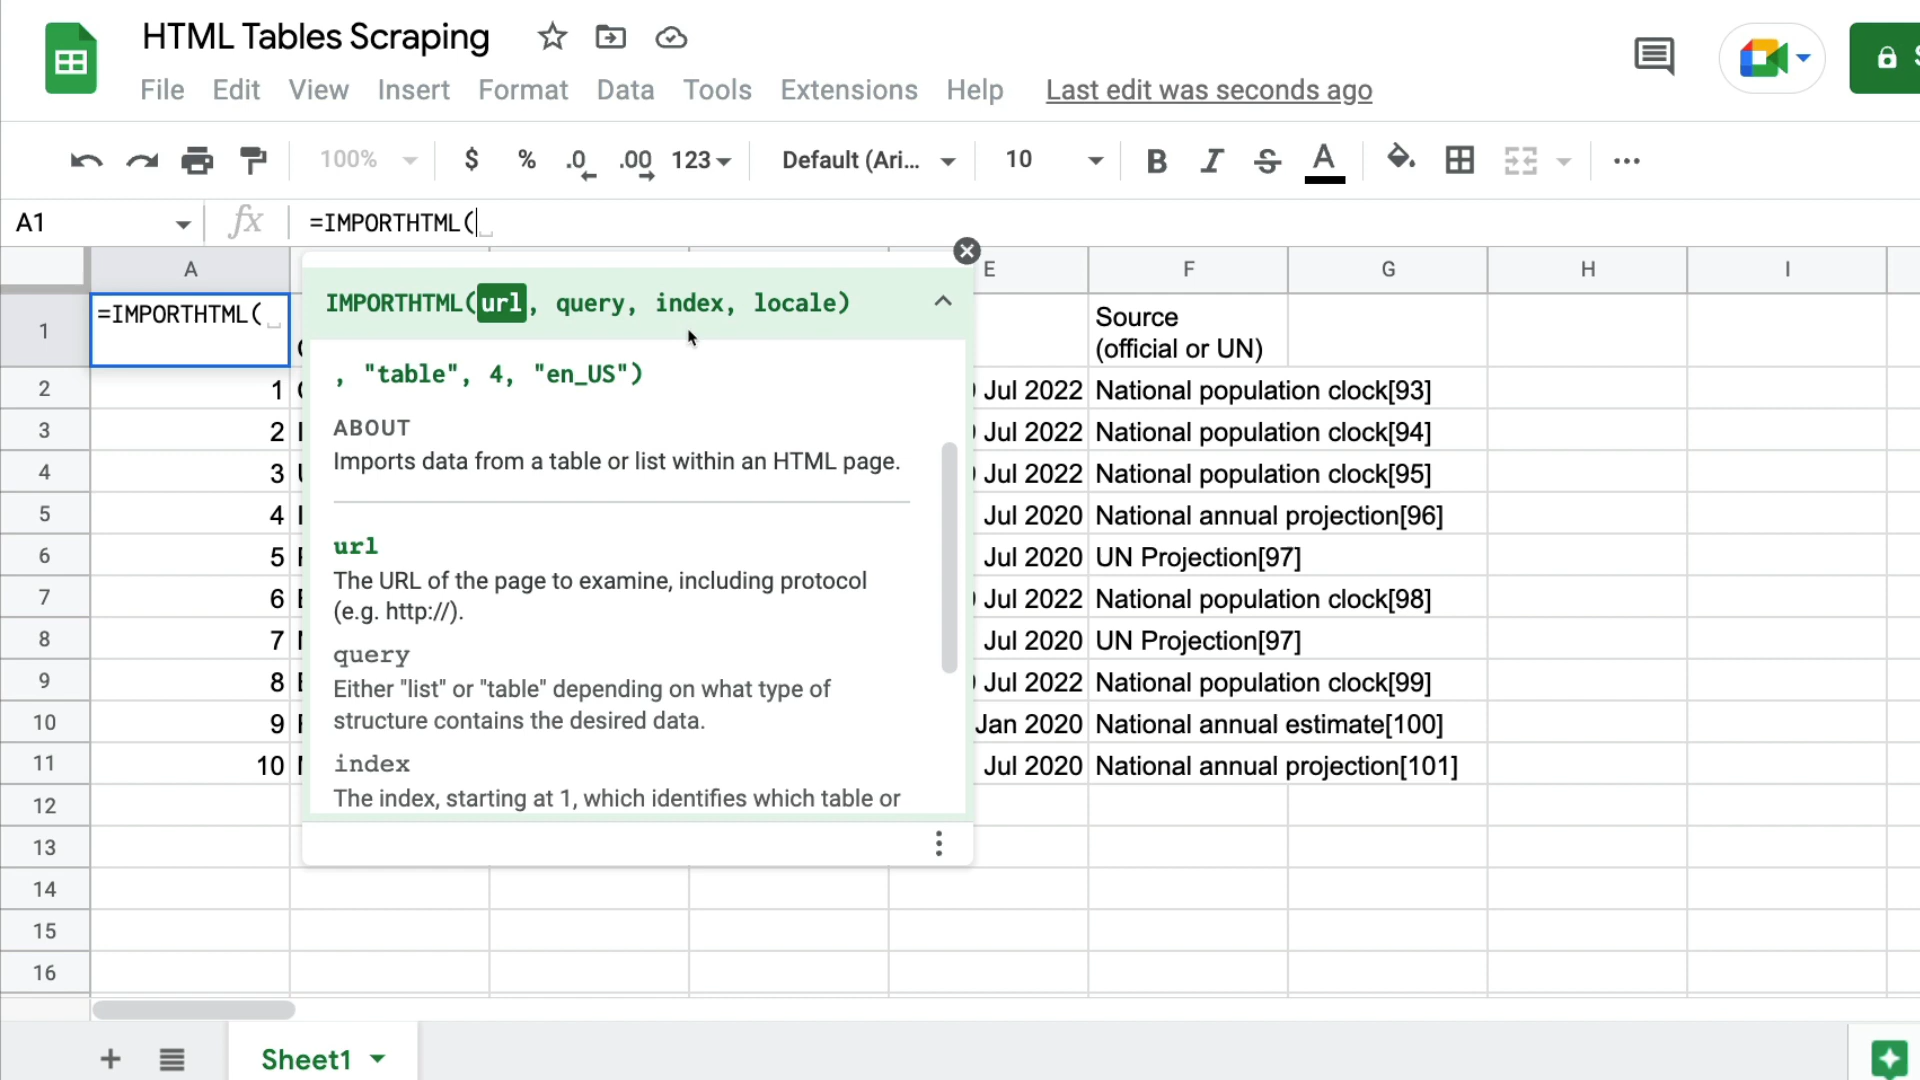 HTML Tables Scraping
File Edit View Insert Format Data Tools Extensions Help Last edit was seconds ago
100% $ % .0 .00 123 Default (Ari... 10 B I S A
A1 fx =IMPORTHTML(
A E F G H I
IMPORTHTML(url, query, index, locale)
, "table", 4, "en_US")
ABOUT
Imports data from a table or list within an HTML page.
url
The URL of the page to examine, including protocol
(e.g. http://).
query
Either "list" or "table" depending on what type of
structure contains the desired data.
index
The index, starting at 1, which identifies which table or
1 =IMPORTHTML( Source
(official or UN)
2 1 Jul 2022 National population clock[93]
3 2 Jul 2022 National population clock[94]
4 3 Jul 2022 National population clock[95]
5 4 Jul 2020 National annual projection[96]
6 5 Jul 2020 UN Projection[97]
7 6 Jul 2022 National population clock[98]
8 7 Jul 2020 UN Projection[97]
9 8 Jul 2022 National population clock[99]
10 9 Jan 2020 National annual estimate[100]
11 10 Jul 2020 National annual projection[101]
12
13
14
15
16
Sheet1